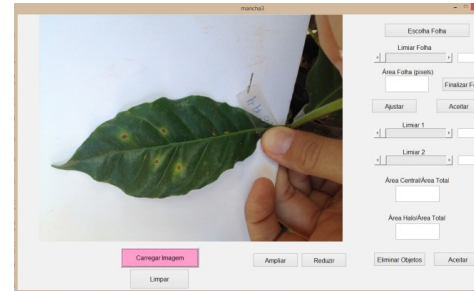 mancha3
Escolha Folha
Limiar Folha
Área Folha (pixels)
Ajustar
Aceitar
Limiar 1
Limiar 2
Área Central/Área Total
Área Halo/Área Total
Carregar Imagem
Limpar
Ampliar
Reduzir
Eliminar Objetos
Aceitar